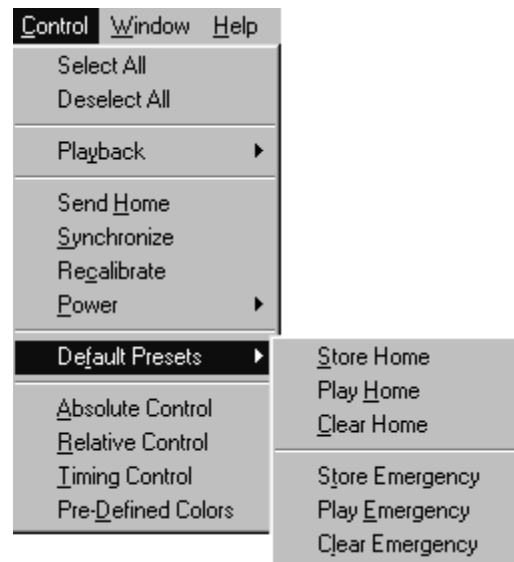 Control Window Help
Select All
Deselect All
Playback
Send Home
Synchronize
Recalibrate
Power
Default Presets
Store Home
Play Home
Clear Home
Absolute Control
Relative Control
Timing Control
Pre-Defined Colors
Store Emergency
Play Emergency
Clear Emergency